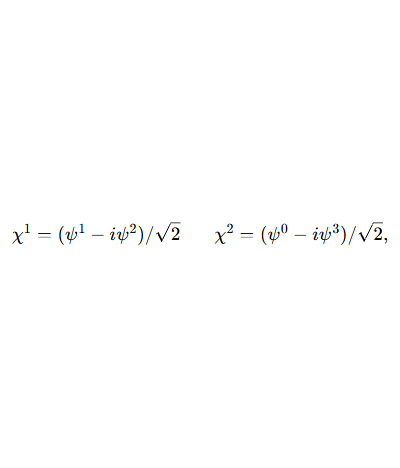 χ¹ = (ψ¹ − iψ²)/√2  χ² = (ψ⁰ − iψ³)/√2,